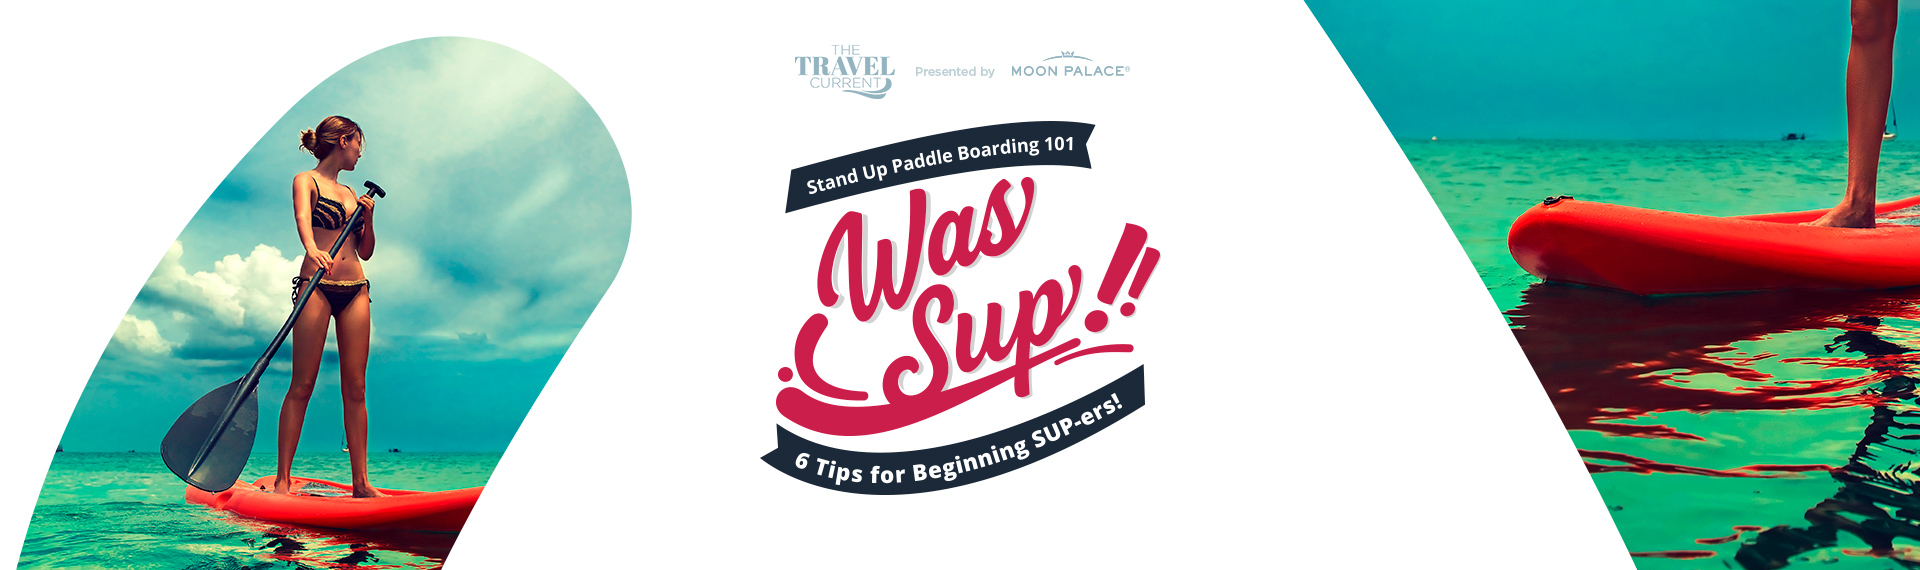 THE
TRAVEL
CURRENT
Presented by
MOON PALACE®
Stand Up Paddle Boarding 101
Was
Sup!!
6 Tips for Beginning SUP-ers!